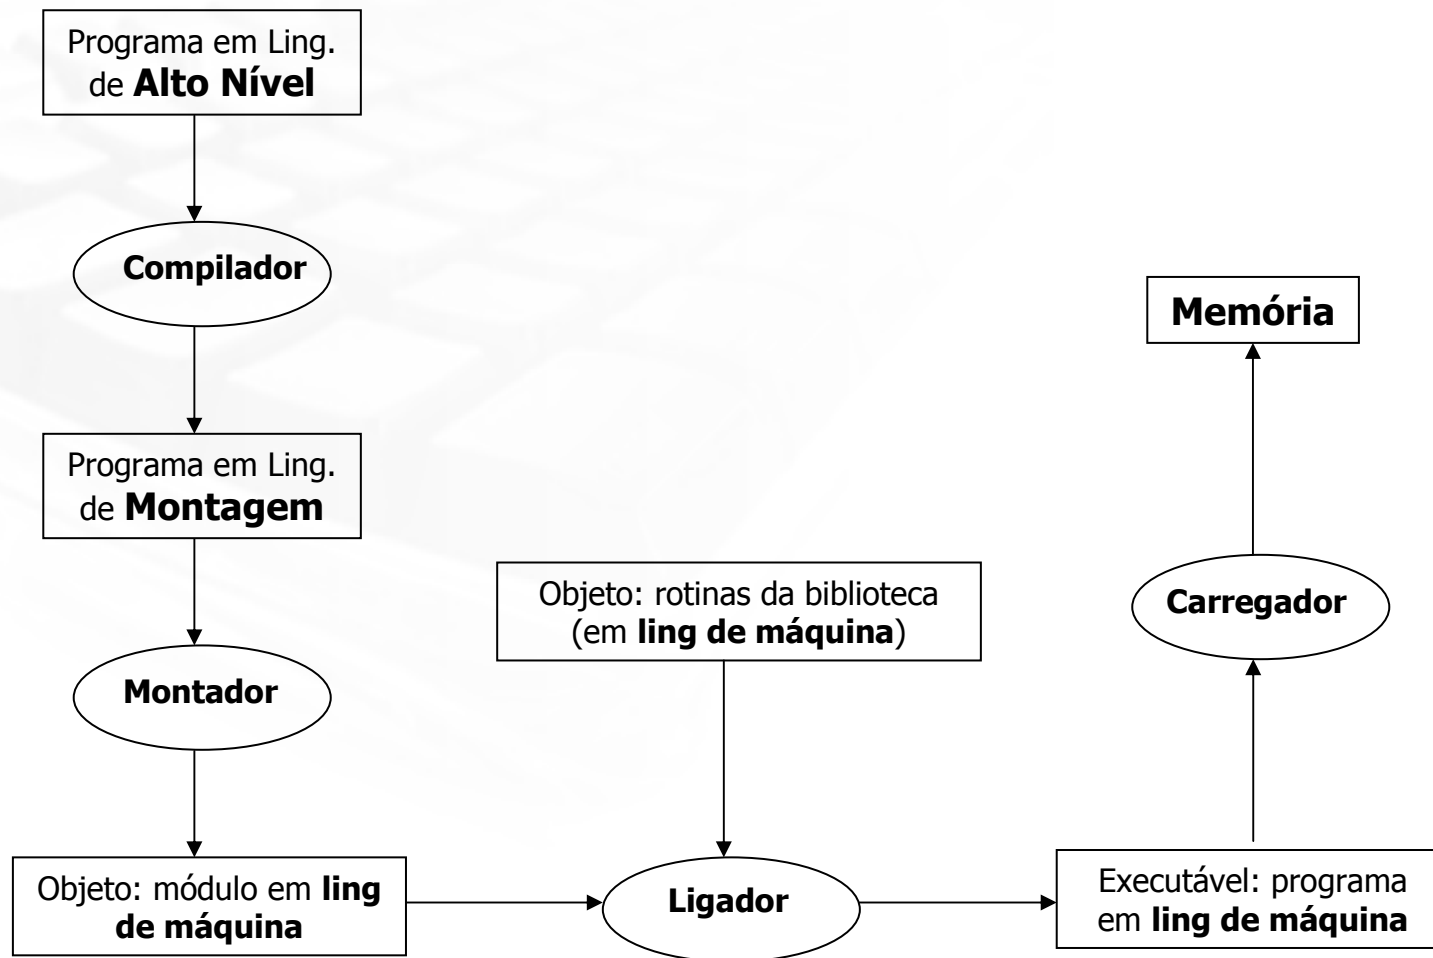 Programa em Ling.
de Alto Nível
Compilador
Programa em Ling.
de Montagem
Montador
Objeto: módulo em ling
de máquina
Objeto: rotinas da biblioteca
(em ling de máquina)
Ligador
Executável: programa
em ling de máquina
Carregador
Memória